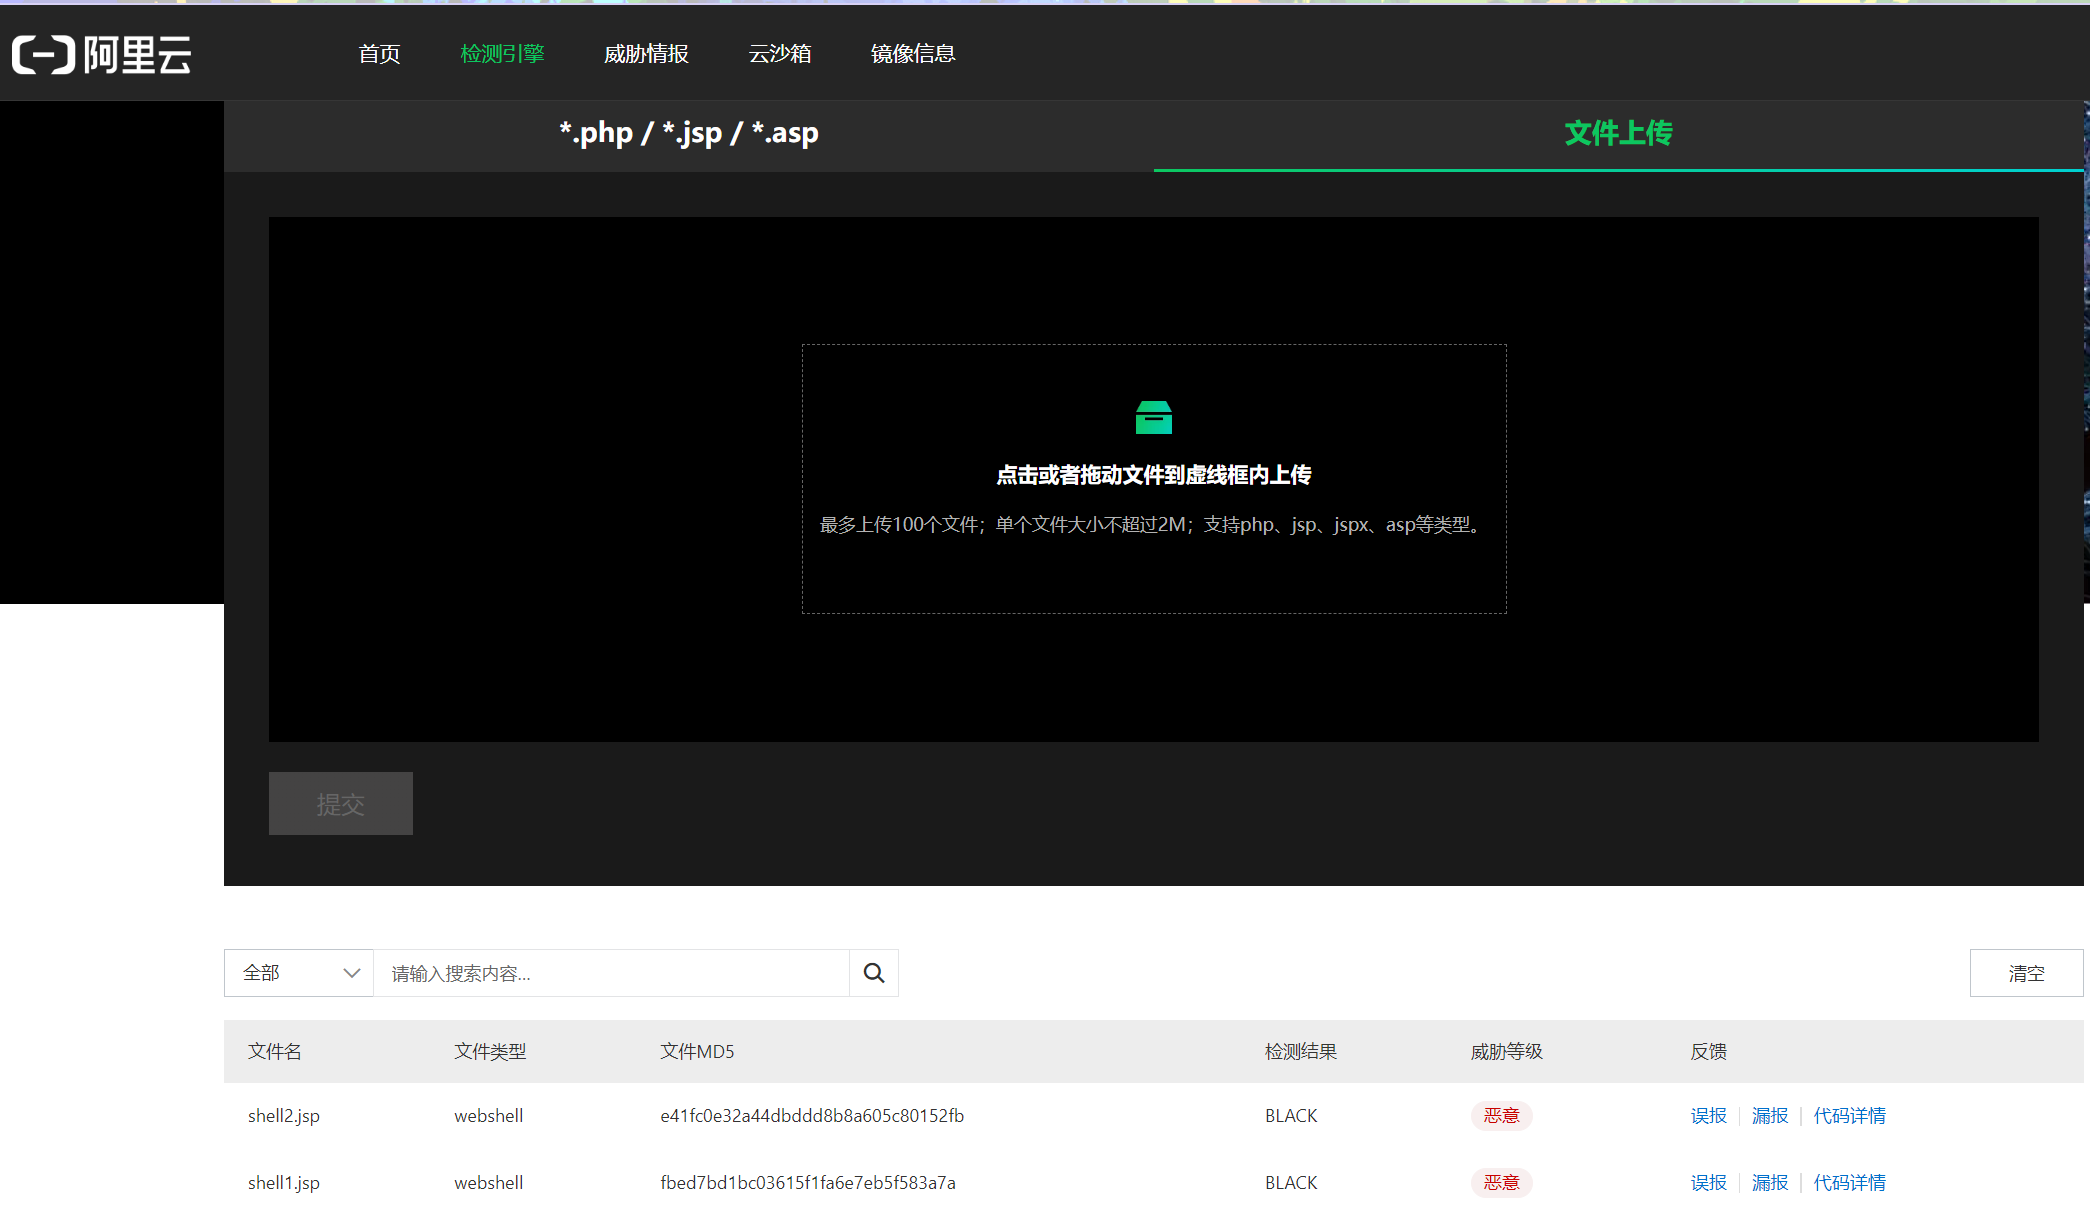 阿里云
首页 检测引擎 威胁情报 云沙箱 镜像信息
*.php / *.jsp / *.asp 文件上传
点击或者拖动文件到虚线框内上传
最多上传100个文件；单个文件大小不超过2M；支持php、jsp、jspx、asp等类型。
提交
全部 请输入搜索内容... 清空
文件名 文件类型 文件MD5 检测结果 威胁等级 反馈
shell2.jsp webshell e41fc0e32a44dbddd8b8a605c80152fb BLACK 恶意 误报 漏报 代码详情
shell1.jsp webshell fbed7bd1bc03615f1fa6e7eb5f583a7a BLACK 恶意 误报 漏报 代码详情